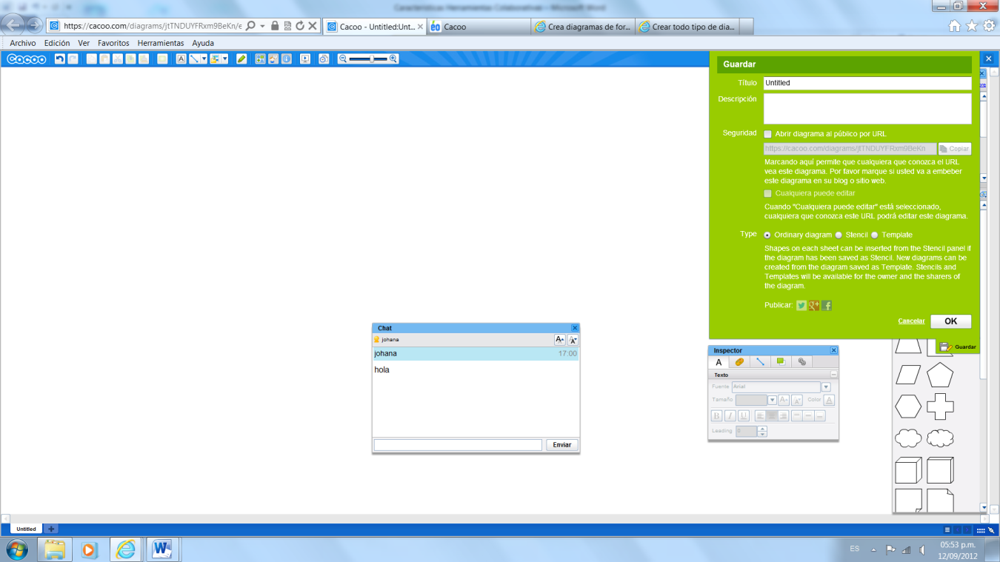 Características Herramientas Colaborativas - Microsoft Word
https://cacoo.com/diagrams/jtTNDUYFRxm9BeKn/e
Cacoo - Untitled:Unt...
Cacoo
Crea diagramas de for...
Crear todo tipo de dia...
Archivo Edición Ver Favoritos Herramientas Ayuda
cacoo
Guardar
Título Untitled
Descripción
Seguridad Abrir diagrama al público por URL
https://cacoo.com/diagrams/jtTNDUYFRxm9BeKn Copiar
Marcando aquí permite que cualquiera que conozca el URL
vea este diagrama. Por favor marque si usted va a embeber
este diagrama en su blog o sitio web.
Cualquiera puede editar
Cuando "Cualquiera puede editar" está seleccionado,
cualquiera que conozca este URL podrá editar este diagrama.
Type Ordinary diagram Stencil Template
Shapes on each sheet can be inserted from the Stencil panel if
the diagram has been saved as Stencil. New diagrams can be
created from the diagram saved as Template. Stencils and
Templates will be available for the owner and the sharers of
the diagram.
Publicar:
Cancelar OK
Guardar
Chat
johana
johana 17:00
hola
Enviar
Inspector
A
Texto
Fuente Arial
Tamaño A A Color A
B I U
Leading 0
Untitled +
ES
05:53 p.m.
12/09/2012